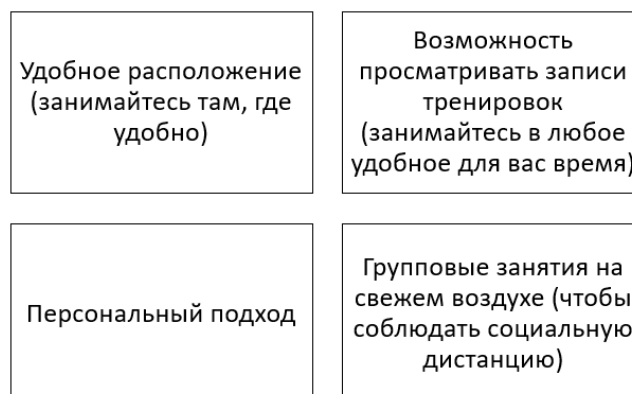 Удобное расположение
(занимайтесь там, где
удобно)
Возможность
просматривать записи
тренировок
(занимайтесь в любое
удобное для вас время)
Персональный подход
Групповые занятия на
свежем воздухе (чтобы
соблюдать социальную
дистанцию)